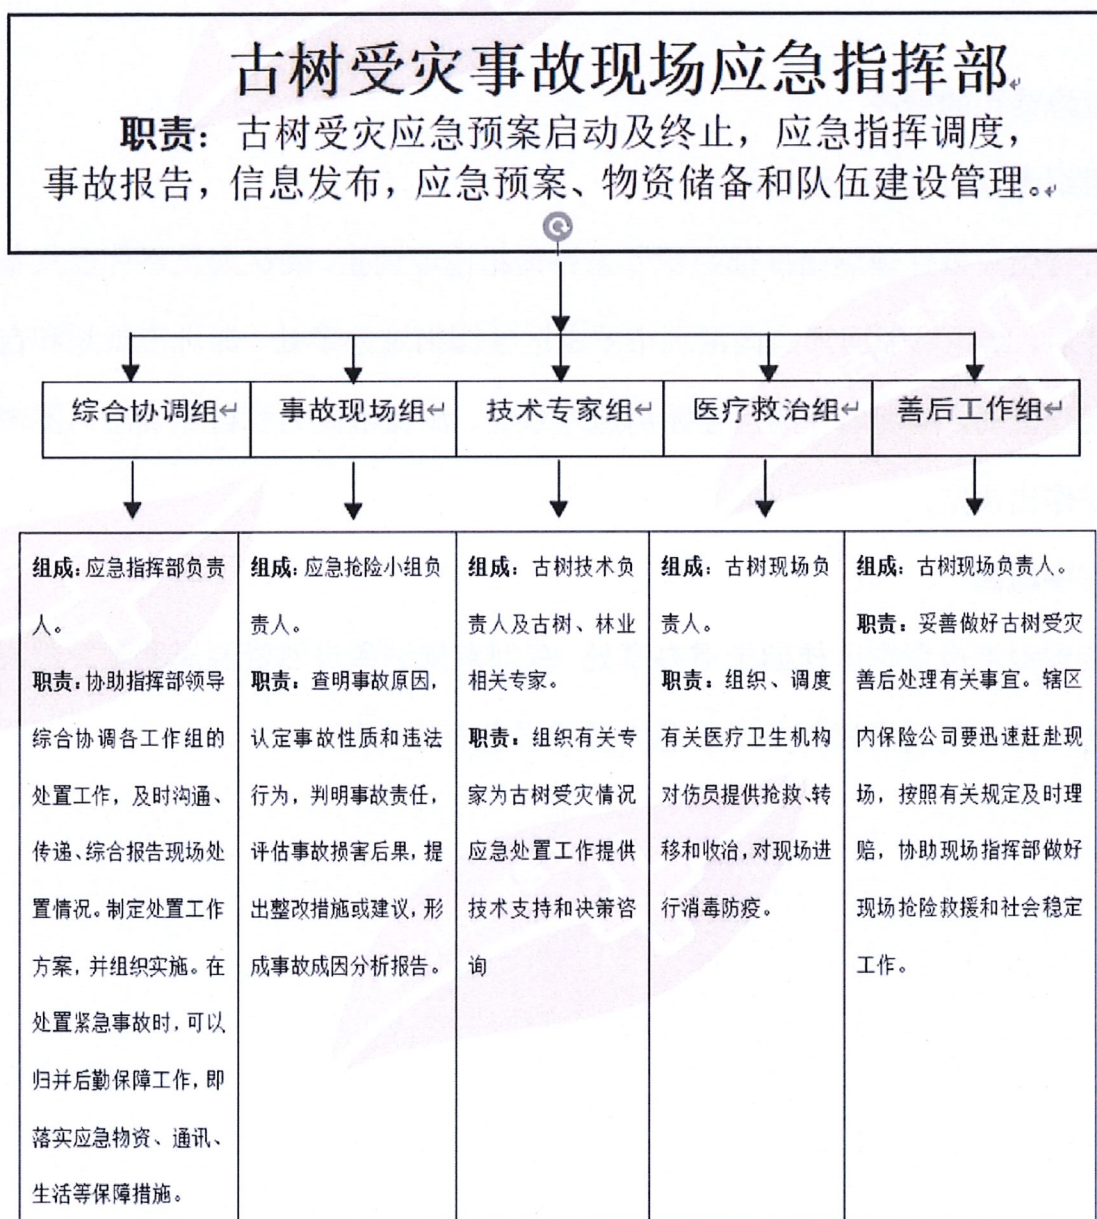 古树受灾事故现场应急指挥部
职责：古树受灾应急预案启动及终止，应急指挥调度，
事故报告，信息发布，应急预案、物资储备和队伍建设管理。
综合协调组
事故现场组
技术专家组
医疗救治组
善后工作组
组成：应急指挥部负责
人。
职责：协助指挥部领导
综合协调各工作组的
处置工作，及时沟通、
传递、综合报告现场处
置情况。制定处置工作
方案，并组织实施。在
处置紧急事故时，可以
归并后勤保障工作，即
落实应急物资、通讯、
生活等保障措施。
组成：应急抢险小组负
责人。
职责：查明事故原因，
认定事故性质和违法
行为，判明事故责任，
评估事故损害后果，提
出整改措施或建议，形
成事故成因分析报告。
组成：古树技术负
责人及古树、林业
相关专家。
职责：组织有关专
家为古树受灾情况
应急处置工作提供
技术支持和决策咨
询
组成：古树现场负
责人。
职责：组织、调度
有关医疗卫生机构
对伤员提供抢救、转
移和收治，对现场进
行消毒防疫。
组成：古树现场负责人。
职责：妥善做好古树受灾
善后处理有关事宜。辖区
内保险公司要迅速赶赴现
场，按照有关规定及时理
赔，协助现场指挥部做好
现场抢险救援和社会稳定
工作。